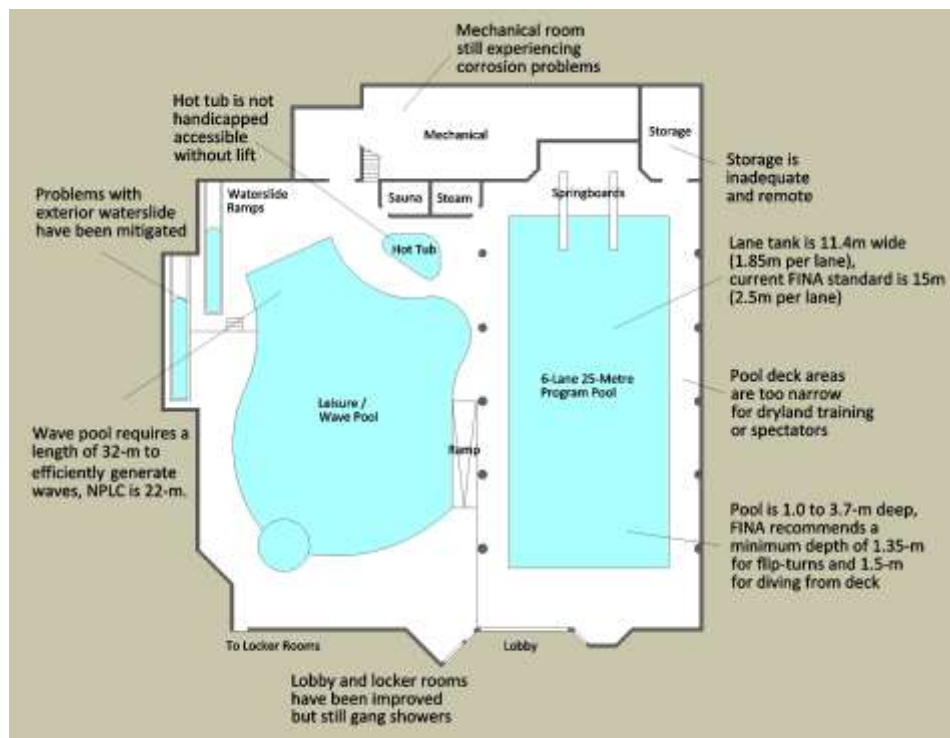 Mechanical room
still experiencing
corrosion problems
Hot tub is not
handicapped
accessible
without lift
Mechanical
Storage
Storage is
inadequate
and remote
Problems with
exterior waterslide
have been mitigated
Waterslide
Ramps
Sauna
Steam
Springboards
Hot Tub
Lane tank is 11.4m wide
(1.85m per lane),
current FINA standard is 15m
(2.5m per lane)
6-Lane 25-Metre
Program Pool
Leisure /
Wave Pool
Pool deck areas
are too narrow
for dryland training
or spectators
Wave pool requires a
length of 32-m to
efficiently generate
waves, NPLC is 22-m.
Ramp
Pool is 1.0 to 3.7-m deep,
FINA recommends a
minimum depth of 1.35-m
for flip-turns and 1.5-m
for diving from deck
To Locker Rooms
Lobby
Lobby and locker rooms
have been improved
but still gang showers